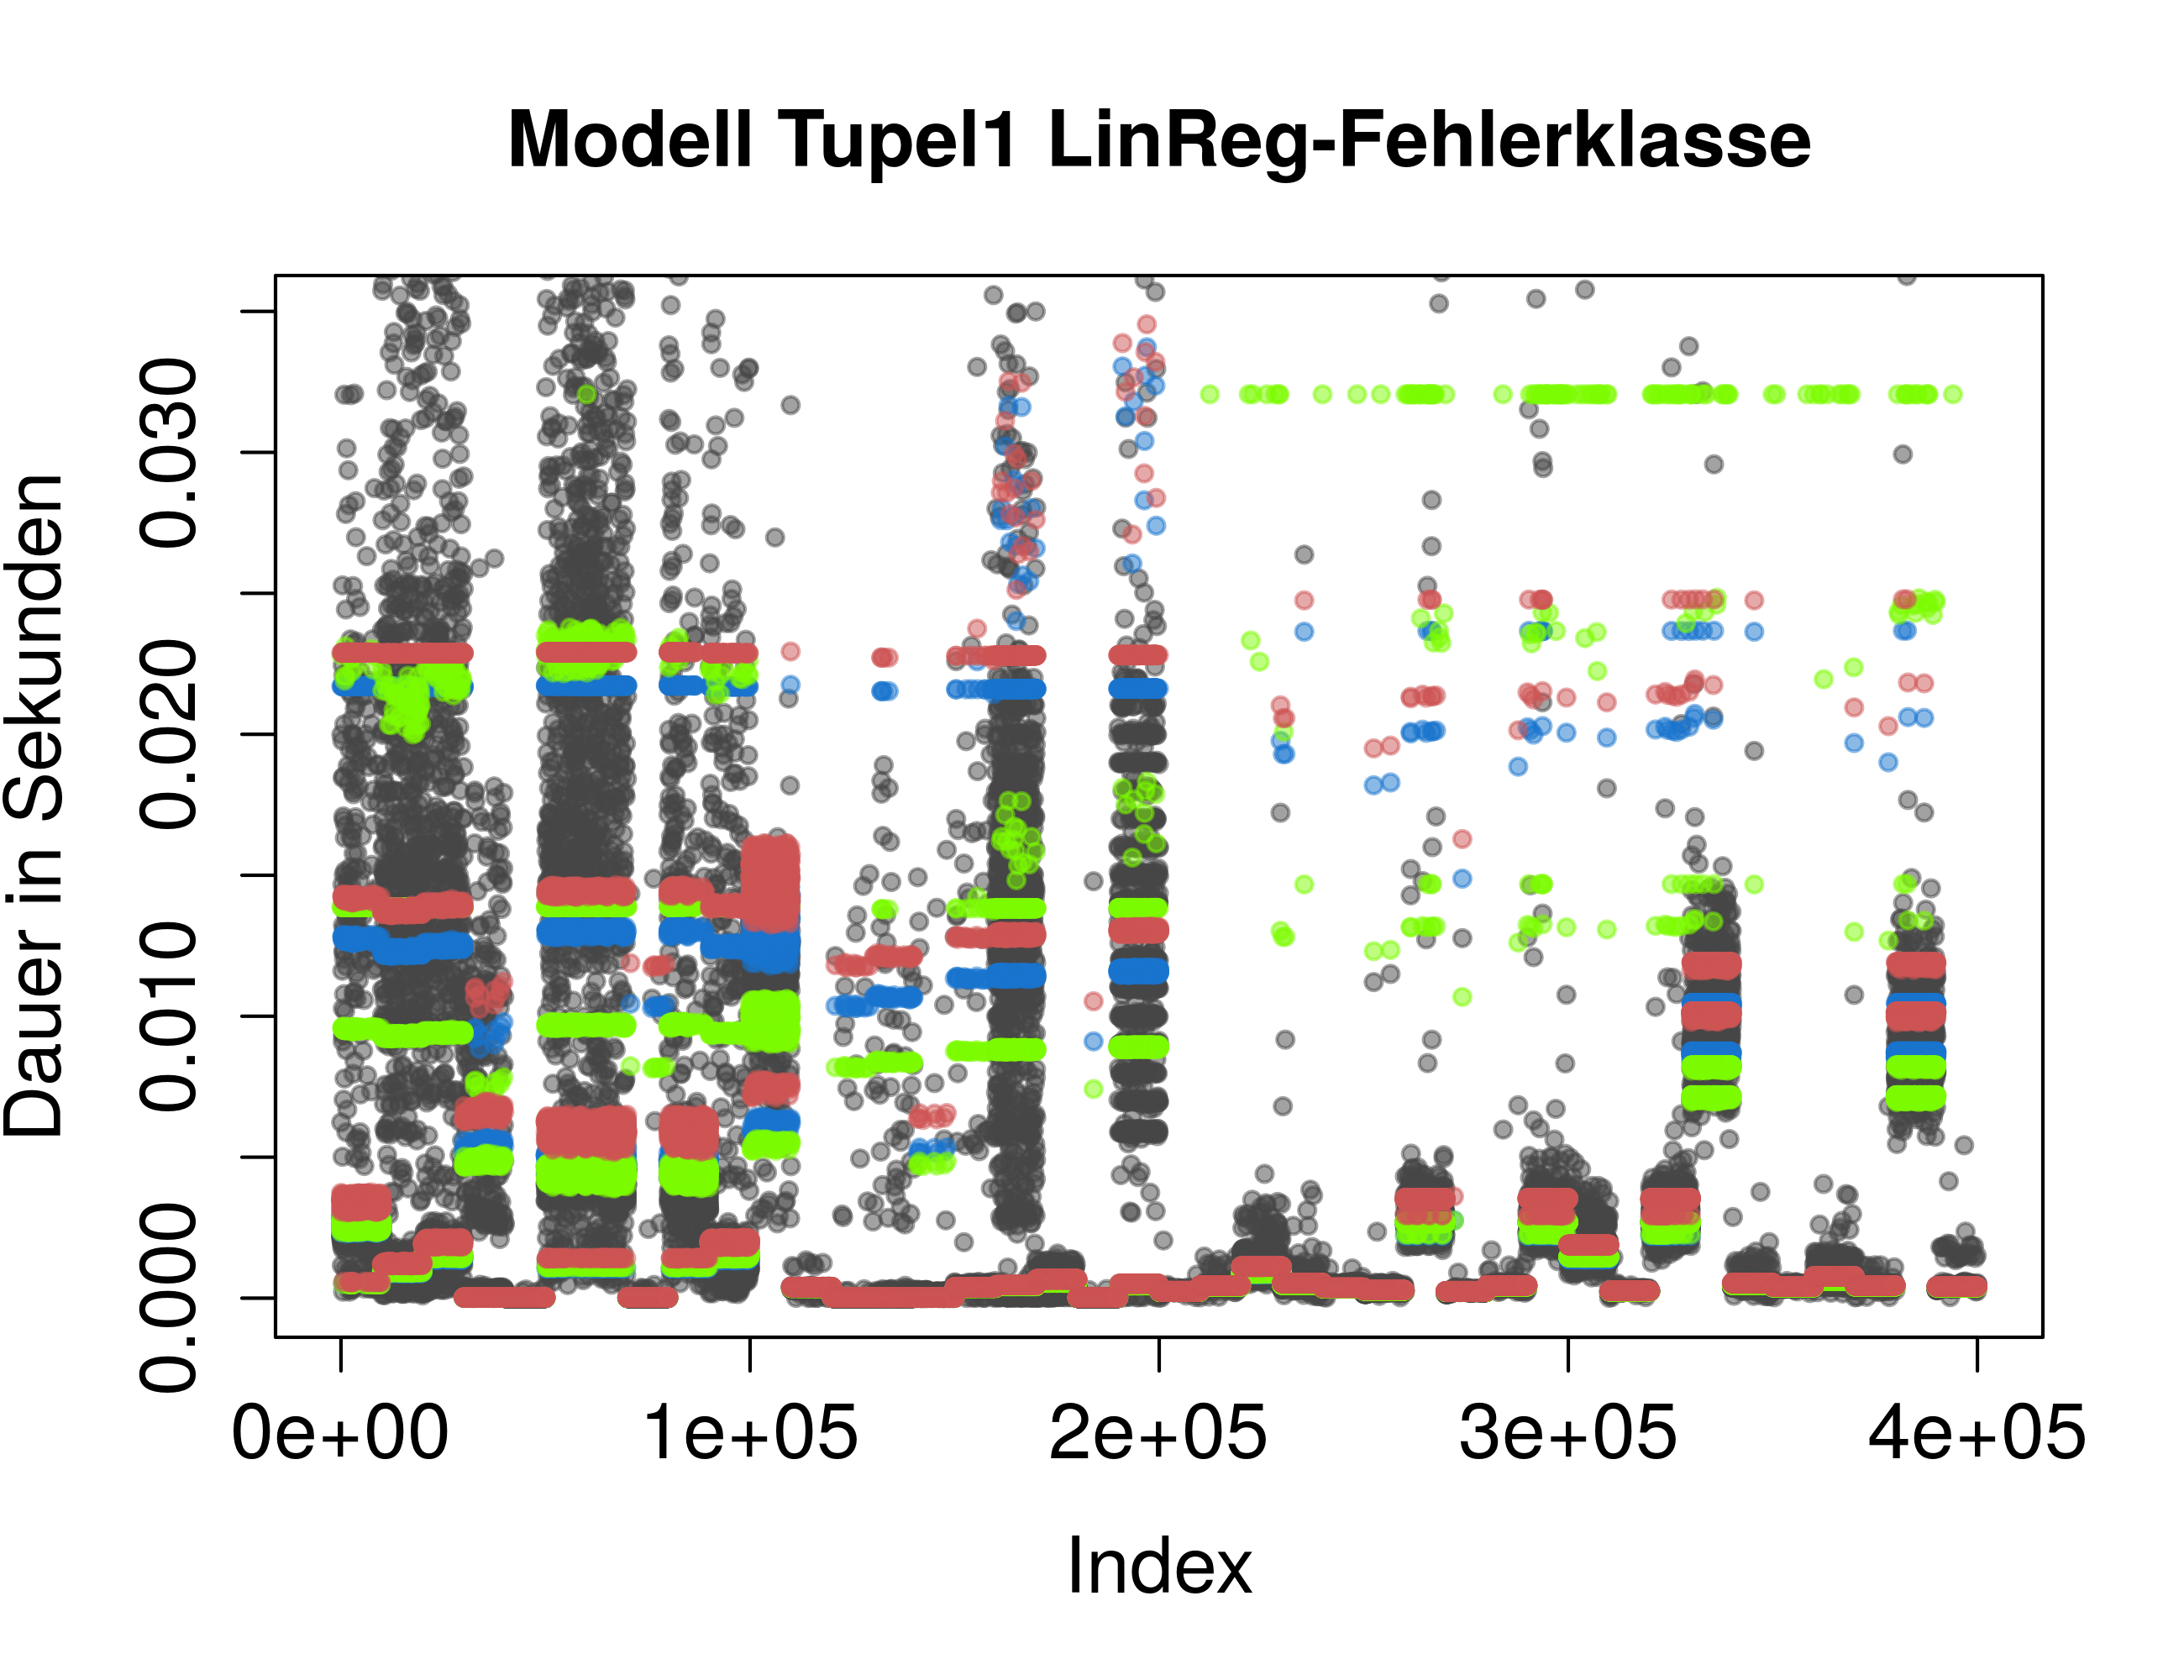 Modell Tupel1 LinReg-Fehlerklasse
Dauer in Sekunden
0.030
0.020
0.010
0.000
0e+00 1e+05 2e+05 3e+05 4e+05
Index